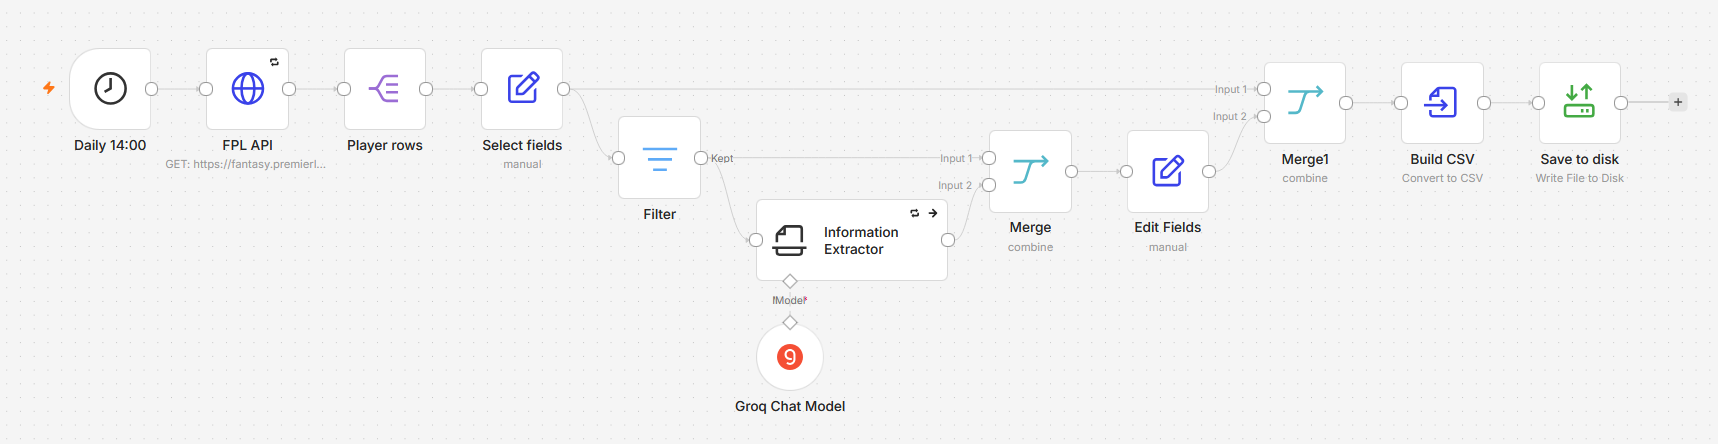 Daily 14:00
FPL API
GET: https://fantasy.premierl...
Player rows
Select fields
manual
Filter
Kept
Information
Extractor
Model
Groq Chat Model
Input 1
Input 2
Merge
combine
Edit Fields
manual
Input 1
Input 2
Merge1
combine
Build CSV
Convert to CSV
Save to disk
Write File to Disk